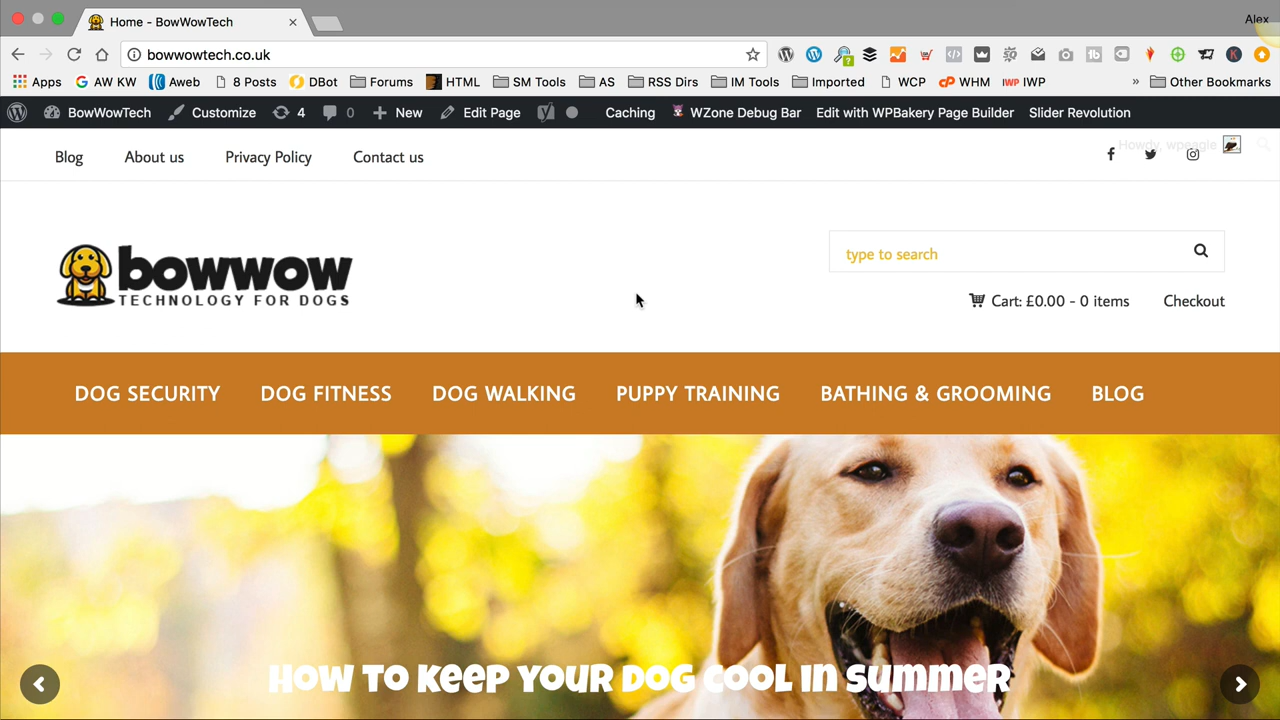 Home - BowWowTech
Alex
bowwowtech.co.uk
Apps AW KW Aweb 8 Posts DBot Forums HTML SM Tools AS RSS Dirs IM Tools Imported WCP WHM IWP IWP » Other Bookmarks
BowWowTech Customize 4 0 New Edit Page Caching WZone Debug Bar Edit with WPBakery Page Builder Slider Revolution
Howdy, wpeagle
Blog About us Privacy Policy Contact us
bowwow
TECHNOLOGY FOR DOGS
type to search
Cart: £0.00 - 0 items Checkout
DOG SECURITY DOG FITNESS DOG WALKING PUPPY TRAINING BATHING & GROOMING BLOG
How to keep your dog cool in summer